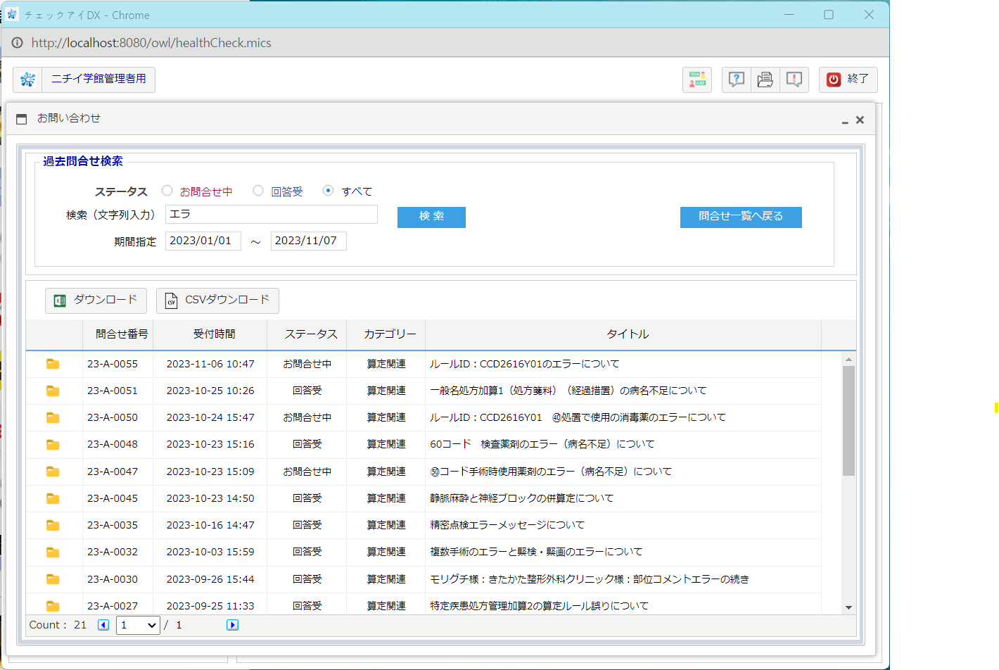 チェックアイDX - Chrome
http://localhost:8080/owl/healthCheck.mics
ニチイ学館管理者用
終了
お問い合わせ
過去問合せ検索
ステータス お問合せ中 回答受 すべて
検索（文字列入力） エラ 検 索 問合せ一覧へ戻る
期間指定 2023/01/01 ～ 2023/11/07
ダウンロード CSVダウンロード
問合せ番号 受付時間 ステータス カテゴリー タイトル
23-A-0055 2023-11-06 10:47 お問合せ中 算定関連 ルールID：CCD2616Y01のエラーについて
23-A-0051 2023-10-25 10:26 回答受 算定関連 一般名処方加算1（処方箋料）（経過措置）の病名不足について
23-A-0050 2023-10-24 15:47 お問合せ中 算定関連 ルールID：CCD2616Y01　㊵処置で使用の消毒薬のエラーについて
23-A-0048 2023-10-23 15:16 回答受 算定関連 60コード　検査薬剤のエラー（病名不足）について
23-A-0047 2023-10-23 15:09 お問合せ中 算定関連 ㊿コード手術時使用薬剤のエラー（病名不足）について
23-A-0045 2023-10-23 14:50 回答受 算定関連 静脈麻酔と神経ブロックの併算定について
23-A-0035 2023-10-16 14:47 回答受 算定関連 精密点検エラーメッセージについて
23-A-0032 2023-10-03 15:59 回答受 算定関連 複数手術のエラーと緊検・緊画のエラーについて
23-A-0030 2023-09-26 15:44 回答受 算定関連 モリグチ様：きたかた整形外科クリニック様：部位コメントエラーの続き
23-A-0027 2023-09-25 11:33 回答受 算定関連 特定疾患処方管理加算2の算定ルール誤りについて
Count： 21 1 / 1